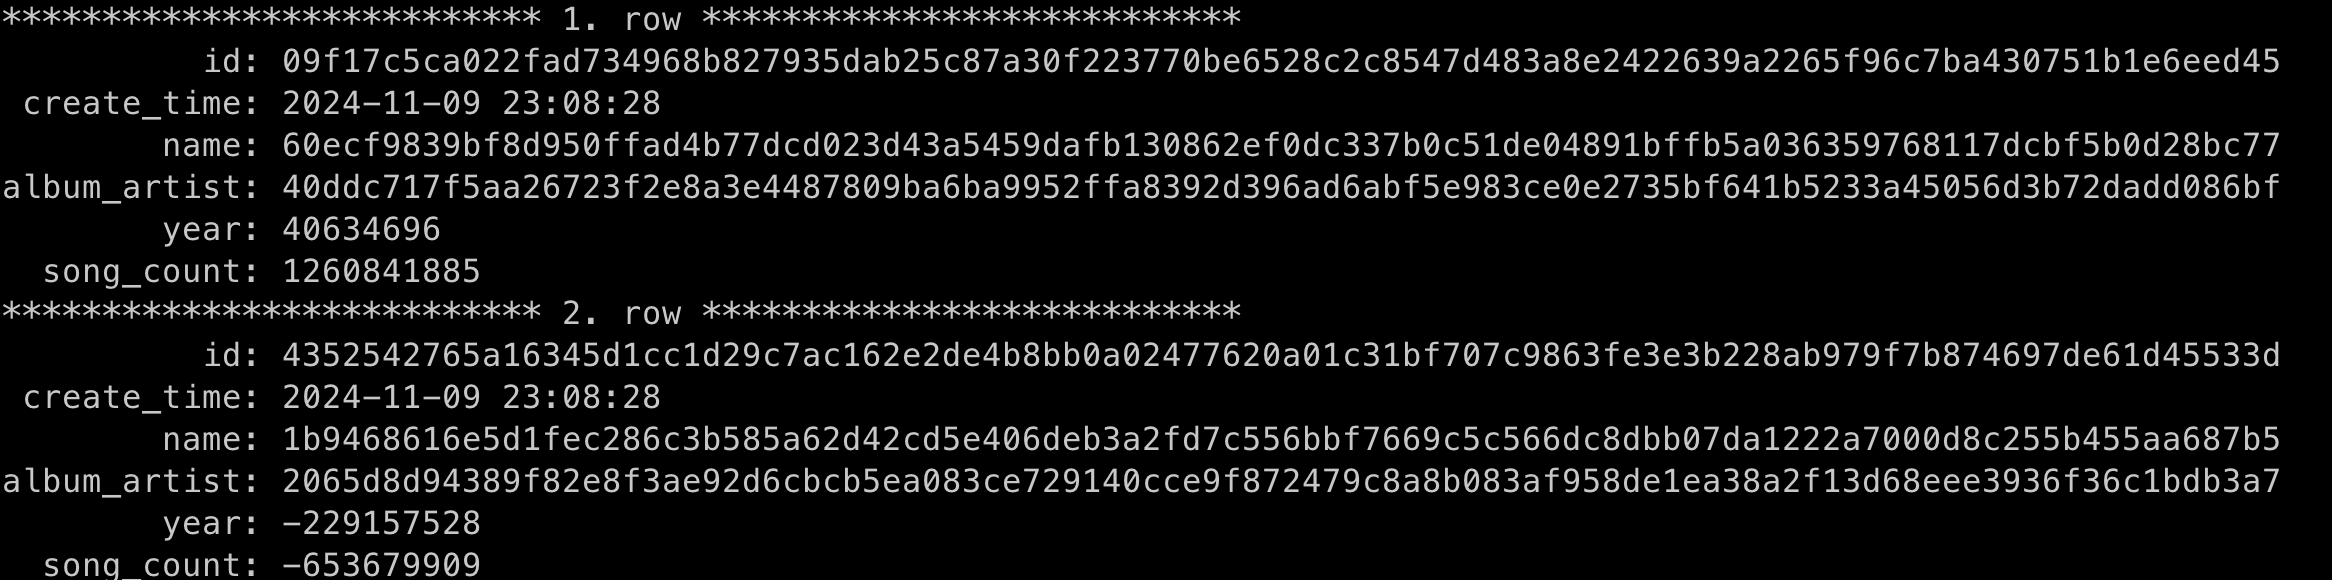 *************************** 1. row ***************************
id: 09f17c5ca022fad734968b827935dab25c87a30f223770be6528c2c8547d483a8e2422639a2265f96c7ba430751b1e6eed45
create_time: 2024-11-09 23:08:28
name: 60ecf9839bf8d950ffad4b77dcd023d43a5459dafb130862ef0dc337b0c51de04891bffb5a036359768117dcbf5b0d28bc77
album_artist: 40ddc717f5aa26723f2e8a3e4487809ba6ba9952ffa8392d396ad6abf5e983ce0e2735bf641b5233a45056d3b72dadd086bf
year: 40634696
song_count: 1260841885
*************************** 2. row ***************************
id: 4352542765a16345d1cc1d29c7ac162e2de4b8bb0a02477620a01c31bf707c9863fe3e3b228ab979f7b874697de61d45533d
create_time: 2024-11-09 23:08:28
name: 1b9468616e5d1fec286c3b585a62d42cd5e406deb3a2fd7c556bbf7669c5c566dc8dbb07da1222a7000d8c255b455aa687b5
album_artist: 2065d8d94389f82e8f3ae92d6cbcb5ea083ce729140cce9f872479c8a8b083af958de1ea38a2f13d68eee3936f36c1bdb3a7
year: -229157528
song_count: -653679909